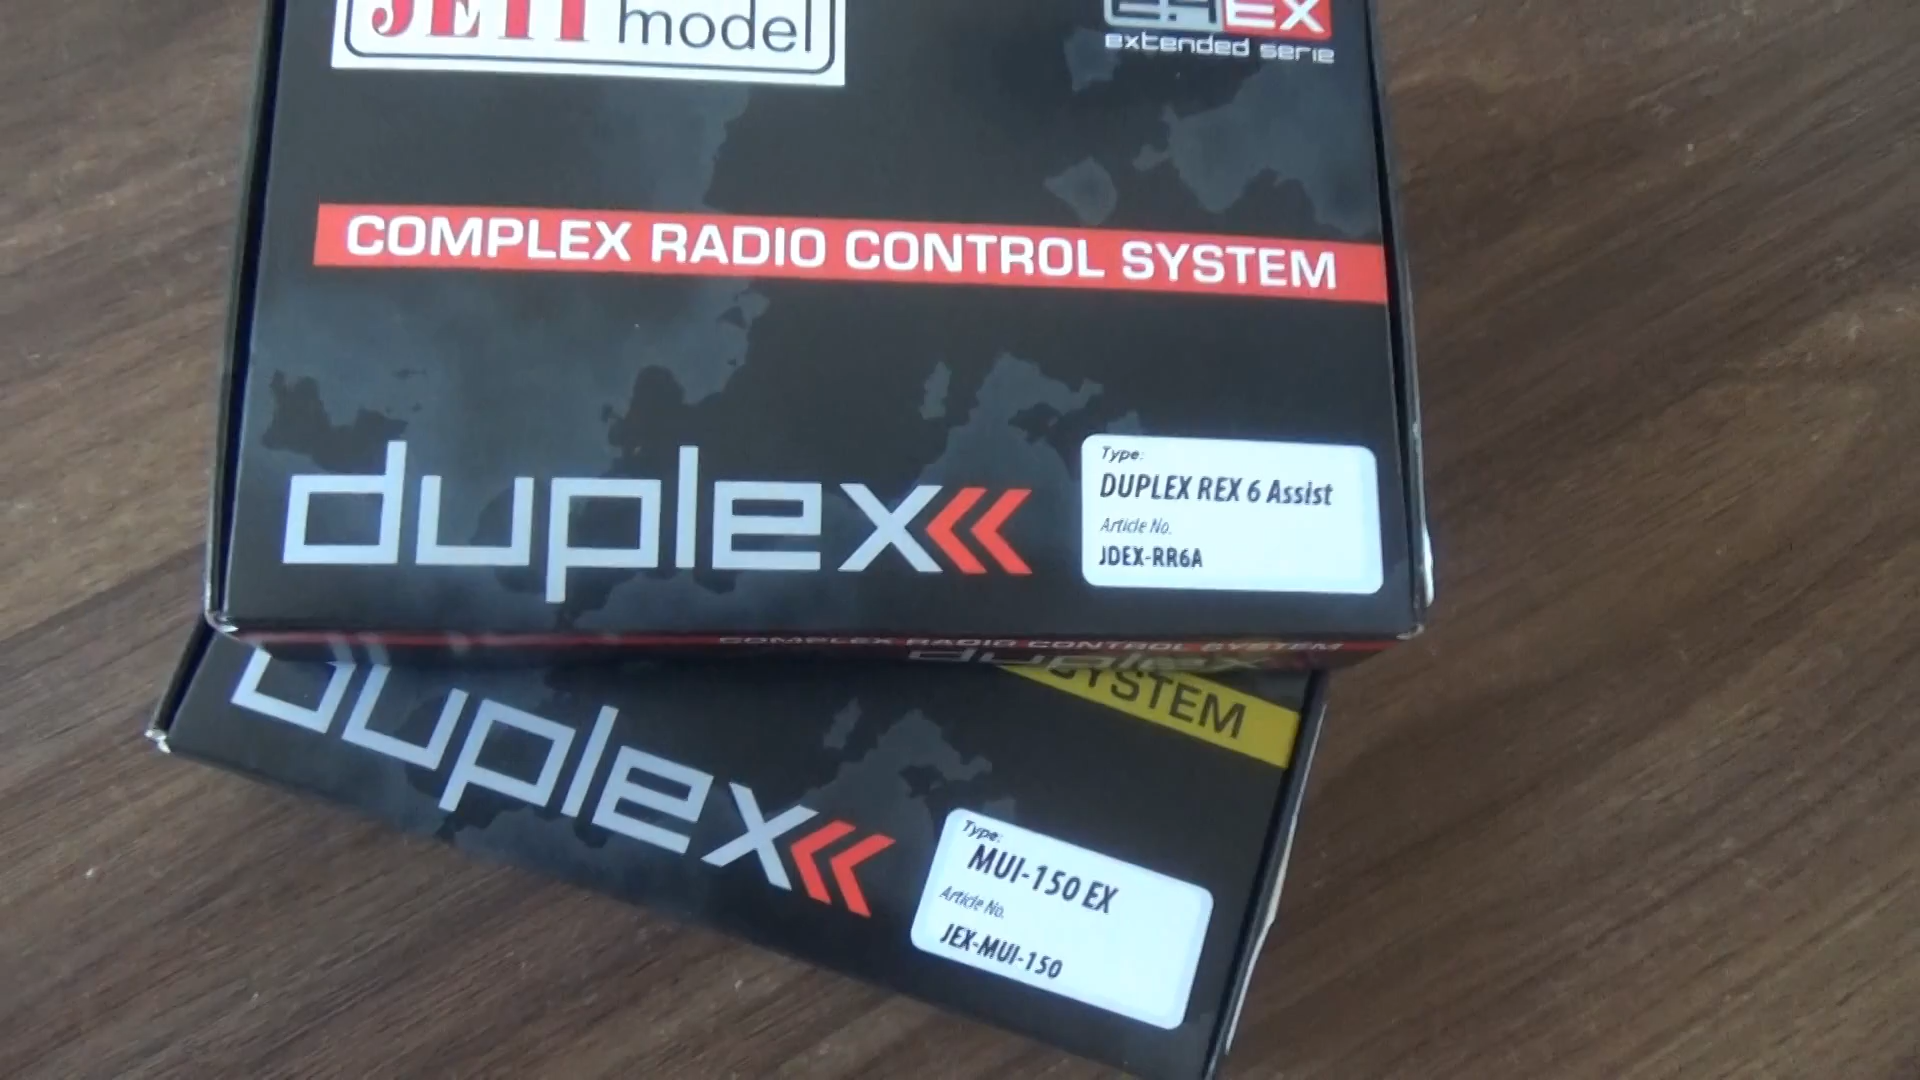 JETI model
EX
extended serie
COMPLEX RADIO CONTROL SYSTEM
duplex
Type:
DUPLEX REX 6 Assist
Article No.
JDEX-RR6A
COMPLEX RADIO CONTROL SYSTEM
duplex
SYSTEM
duplex
Type:
MUI-150 EX
Article No.
JEX-MUI-150